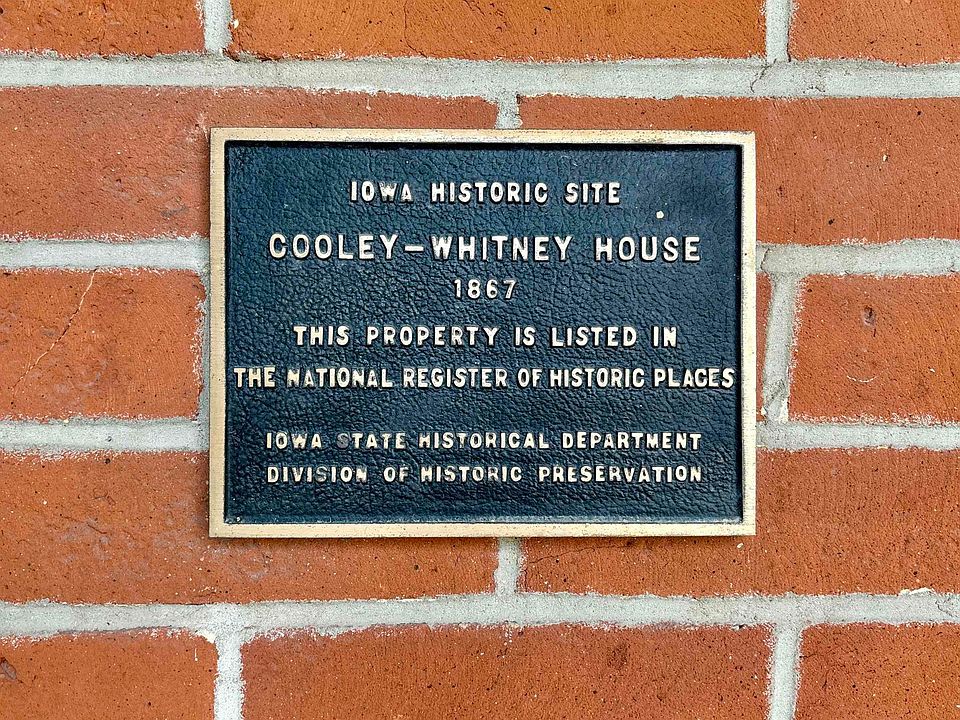 IOWA HISTORIC SITE
COOLEY–WHITNEY HOUSE
1867
THIS PROPERTY IS LISTED IN
THE NATIONAL REGISTER OF HISTORIC PLACES
IOWA STATE HISTORICAL DEPARTMENT
DIVISION OF HISTORIC PRESERVATION